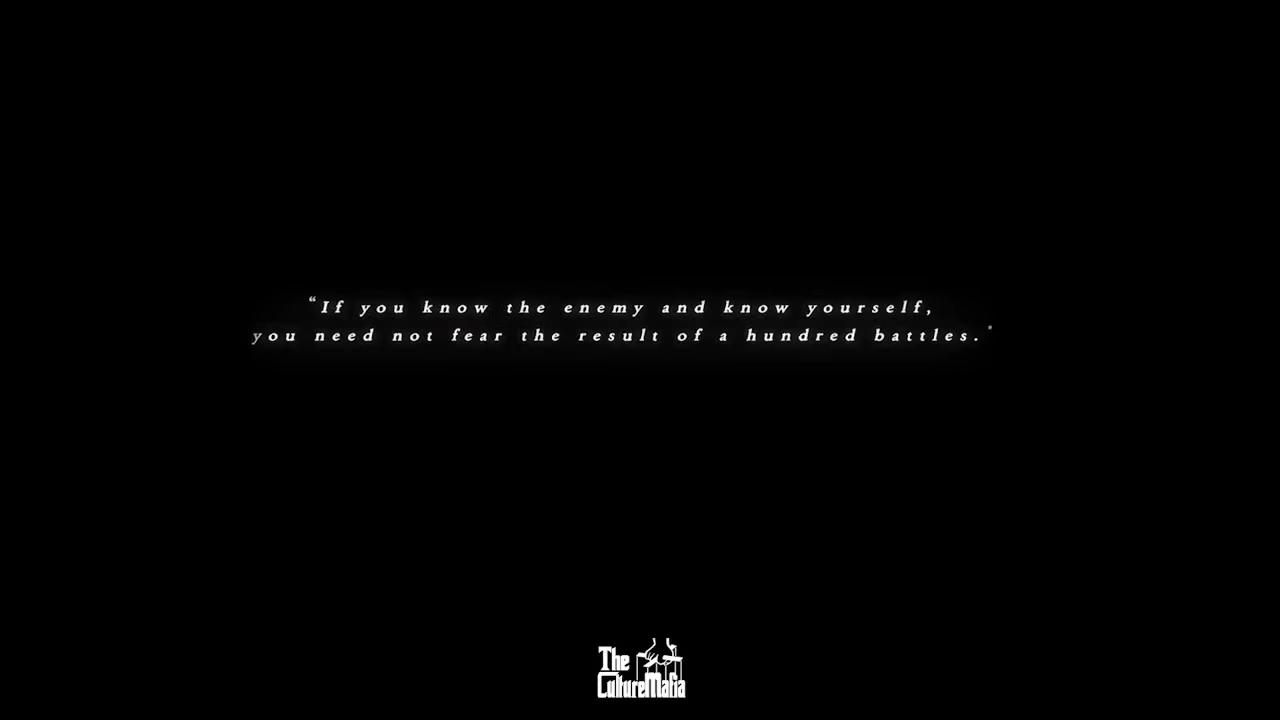 “If you know the enemy and know yourself,
you need not fear the result of a hundred battles."
The
CultureMafia